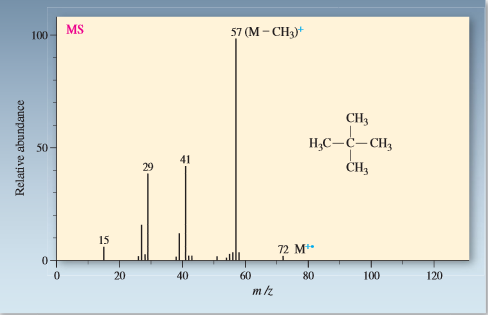 MS
57 (M – CH₃)⁺
100
50
0
Relative abundance
15
29
41
72 M⁺•
CH₃
H₃C—C—CH₃
CH₃
0 20 40 60 80 100 120
m/z